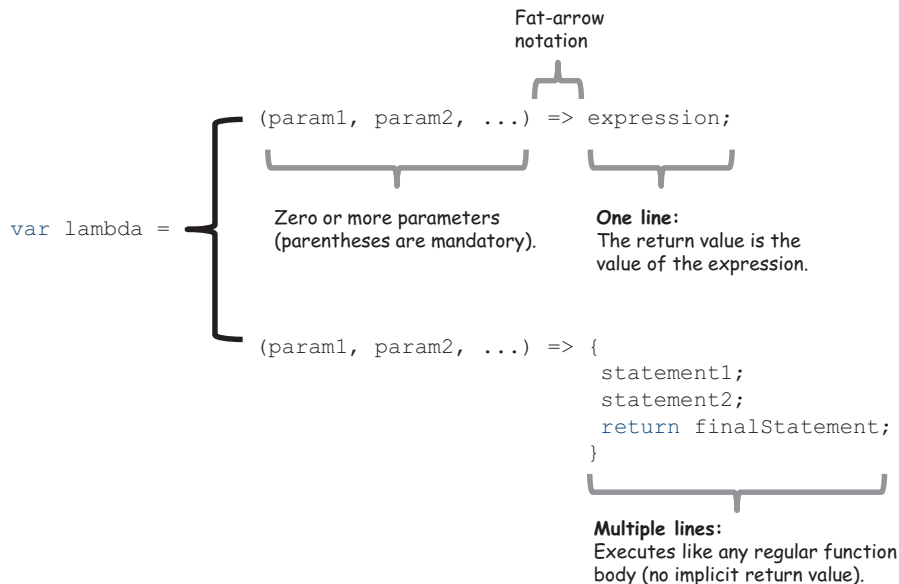 Fat-arrow
notation
(param1, param2, ...) => expression;
var lambda =
Zero or more parameters
(parentheses are mandatory).
One line:
The return value is the
value of the expression.
(param1, param2, ...) => {
statement1;
statement2;
return finalStatement;
}
Multiple lines:
Executes like any regular function
body (no implicit return value).